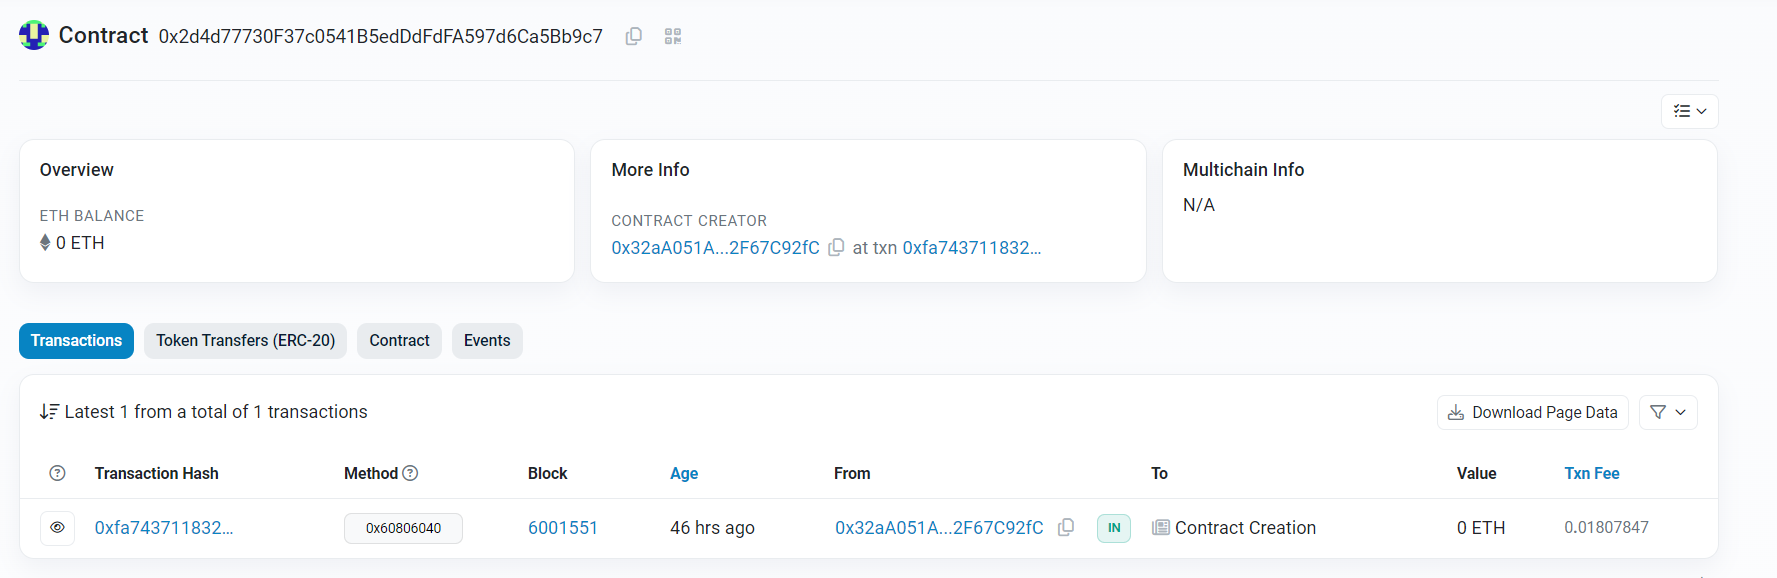 Contract 0x2d4d77730F37c0541B5edDdFdFA597d6Ca5Bb9c7
Overview
ETH BALANCE
0 ETH
More Info
CONTRACT CREATOR
0x32aA051A...2F67C92fC at txn 0xfa743711832...
Multichain Info
N/A
Transactions Token Transfers (ERC-20) Contract Events
Latest 1 from a total of 1 transactions
Download Page Data
Transaction Hash Method Block Age From To Value Txn Fee
0xfa743711832... 0x60806040 6001551 46 hrs ago 0x32aA051A...2F67C92fC IN Contract Creation 0 ETH 0.01807847